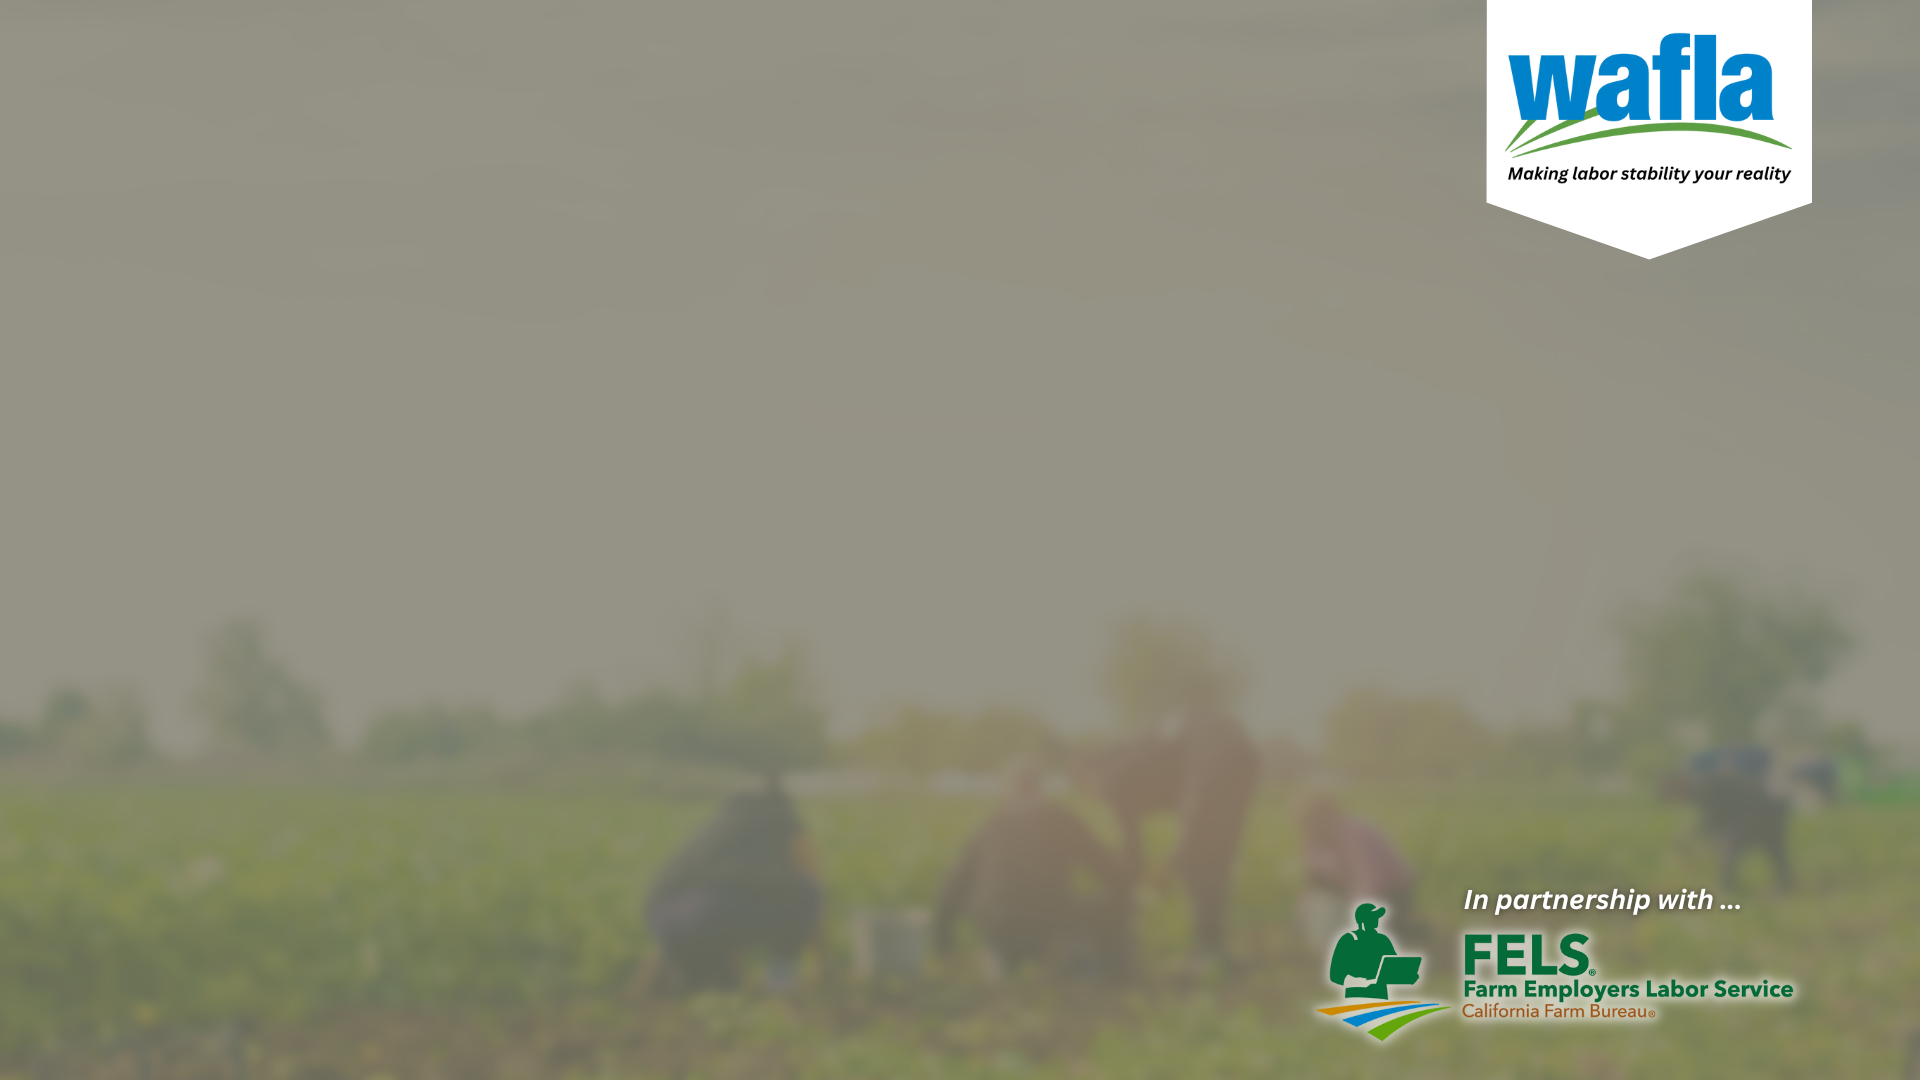 wafla
Making labor stability your reality
In partnership with ...
FELS®
Farm Employers Labor Service
California Farm Bureau®